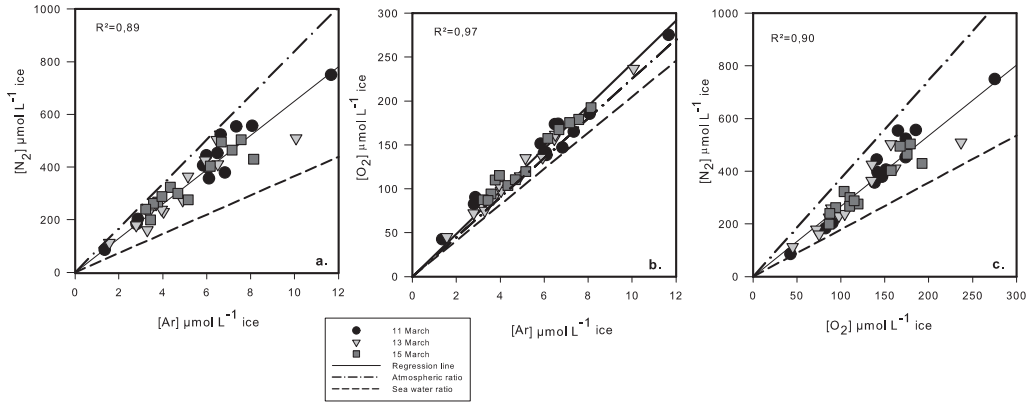 R²=0,89
1000
800
600
400
200
0
[N₂] µmol L⁻¹ ice
0 2 4 6 8 10 12
[Ar] µmol L⁻¹ ice
a.
R²=0,97
300
250
200
150
100
50
0
[O₂] µmol L⁻¹ ice
0 2 4 6 8 10 12
[Ar] µmol L⁻¹ ice
b.
R²=0,90
1000
800
600
400
200
0
[N₂] µmol L⁻¹ ice
0 50 100 150 200 250 300
[O₂] µmol L⁻¹ ice
c.
11 March
13 March
15 March
Regression line
Atmospheric ratio
Sea water ratio